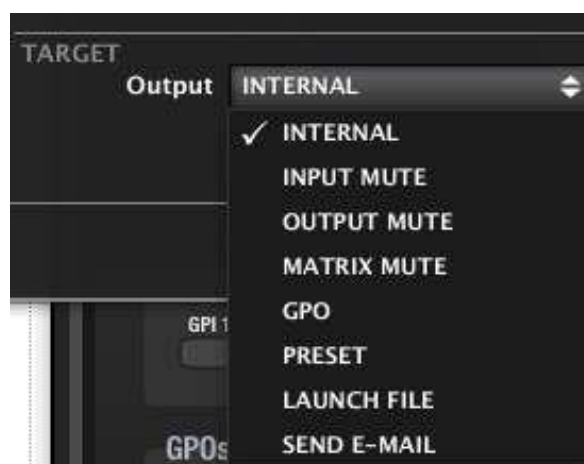 TARGET
Output INTERNAL
✓ INTERNAL
INPUT MUTE
OUTPUT MUTE
MATRIX MUTE
GPO
GPI 1
PRESET
LAUNCH FILE
GPOs SEND E-MAIL